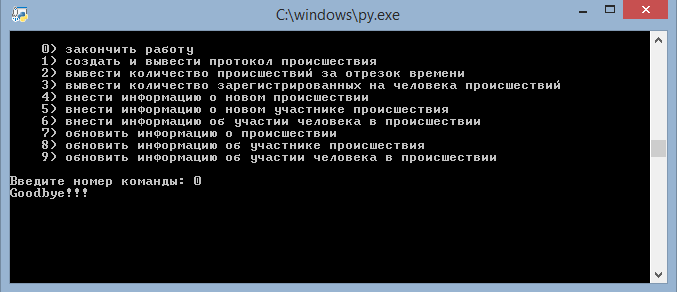 C:\windows\py.exe
0) закончить работу
1) создать и вывести протокол происшествия
2) вывести количество происшествий за отрезок времени
3) вывести количество зарегистрированных на человека происшествий
4) внести информацию о новом происшествии
5) внести информацию о новом участнике происшествия
6) внести информацию об участии человека в происшествии
7) обновить информацию о происшествии
8) обновить информацию об участнике происшествия
9) обновить информацию об участии человека в происшествии
Введите номер команды: 0
Goodbye!!!